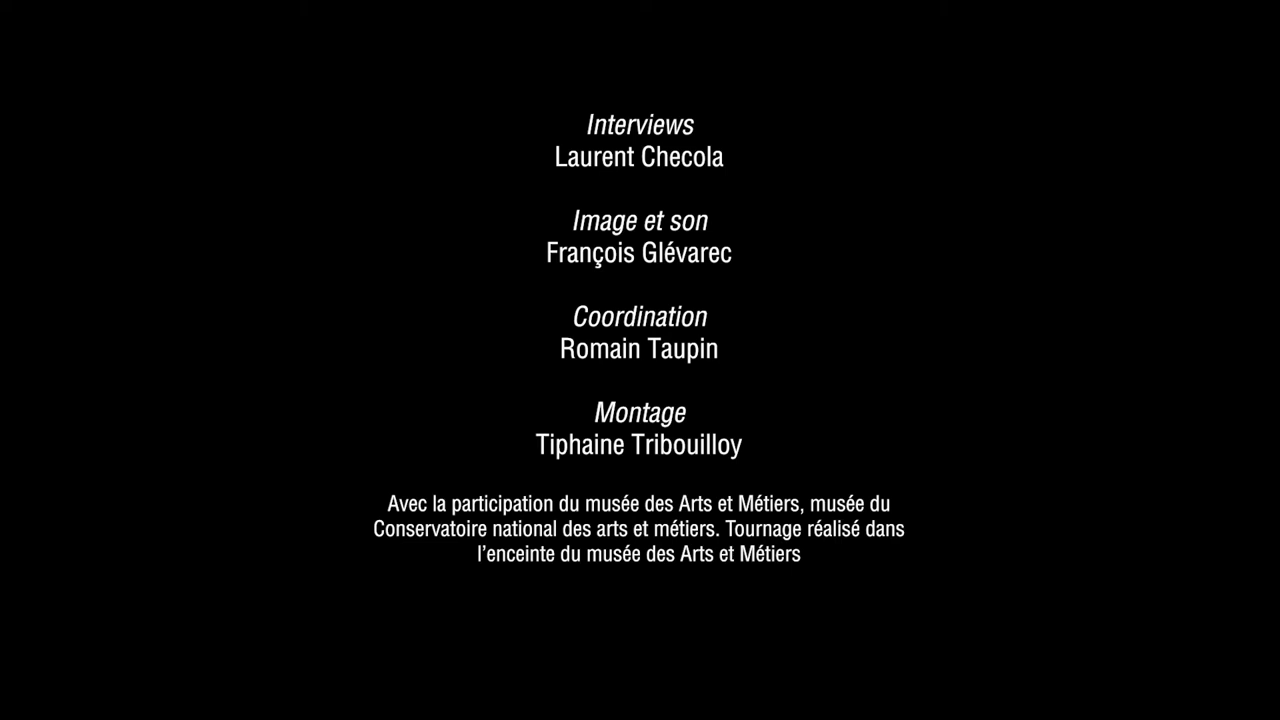 Interviews
Laurent Checola
Image et son
François Glévarec
Coordination
Romain Taupin
Montage
Tiphaine Tribouilloy
Avec la participation du musée des Arts et Métiers, musée du
Conservatoire national des arts et métiers. Tournage réalisé dans
l’enceinte du musée des Arts et Métiers